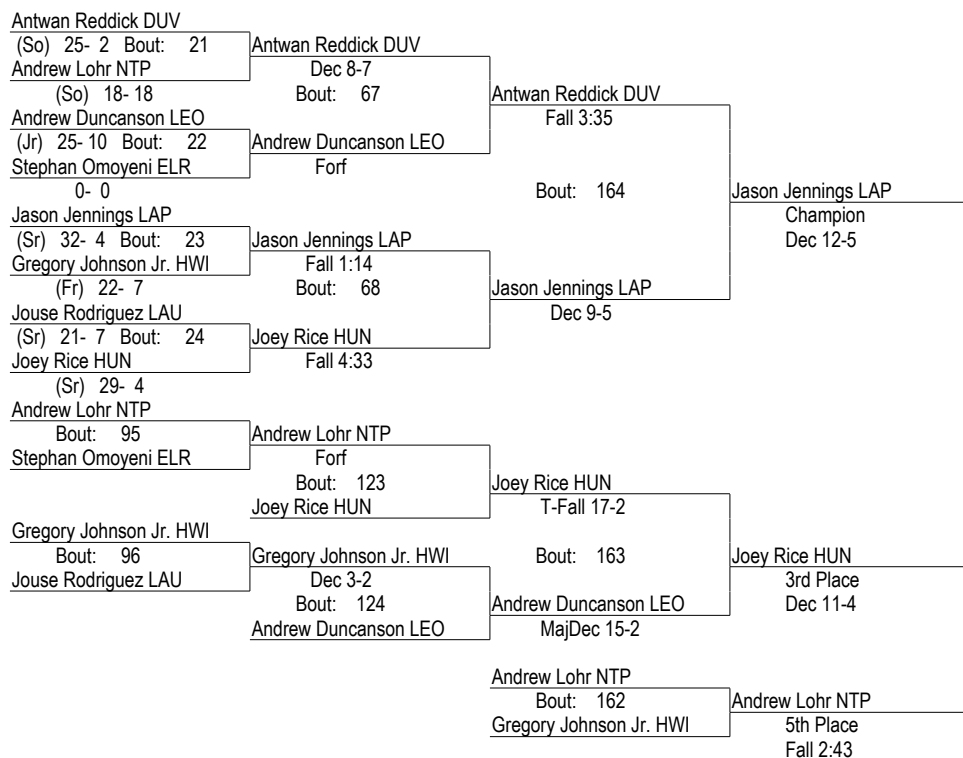 Antwan Reddick DUV
(So) 25- 2 Bout: 21
Antwan Reddick DUV
Andrew Lohr NTP
Dec 8-7
(So) 18- 18
Bout: 67
Antwan Reddick DUV
Andrew Duncanson LEO
Fall 3:35
(Jr) 25- 10 Bout: 22
Andrew Duncanson LEO
Stephan Omoyeni ELR
Forf
0- 0
Bout: 164
Jason Jennings LAP
Jason Jennings LAP
Champion
(Sr) 32- 4 Bout: 23
Jason Jennings LAP
Dec 12-5
Gregory Johnson Jr. HWI
Fall 1:14
(Fr) 22- 7
Bout: 68
Jason Jennings LAP
Jouse Rodriguez LAU
Dec 9-5
(Sr) 21- 7 Bout: 24
Joey Rice HUN
Joey Rice HUN
Fall 4:33
(Sr) 29- 4
Andrew Lohr NTP
Bout: 95
Andrew Lohr NTP
Stephan Omoyeni ELR
Forf
Bout: 123
Joey Rice HUN
Joey Rice HUN
T-Fall 17-2
Gregory Johnson Jr. HWI
Bout: 96
Gregory Johnson Jr. HWI
Bout: 163
Joey Rice HUN
Jouse Rodriguez LAU
Dec 3-2
3rd Place
Bout: 124
Andrew Duncanson LEO
Dec 11-4
Andrew Duncanson LEO
MajDec 15-2
Andrew Lohr NTP
Bout: 162
Andrew Lohr NTP
Gregory Johnson Jr. HWI
5th Place
Fall 2:43